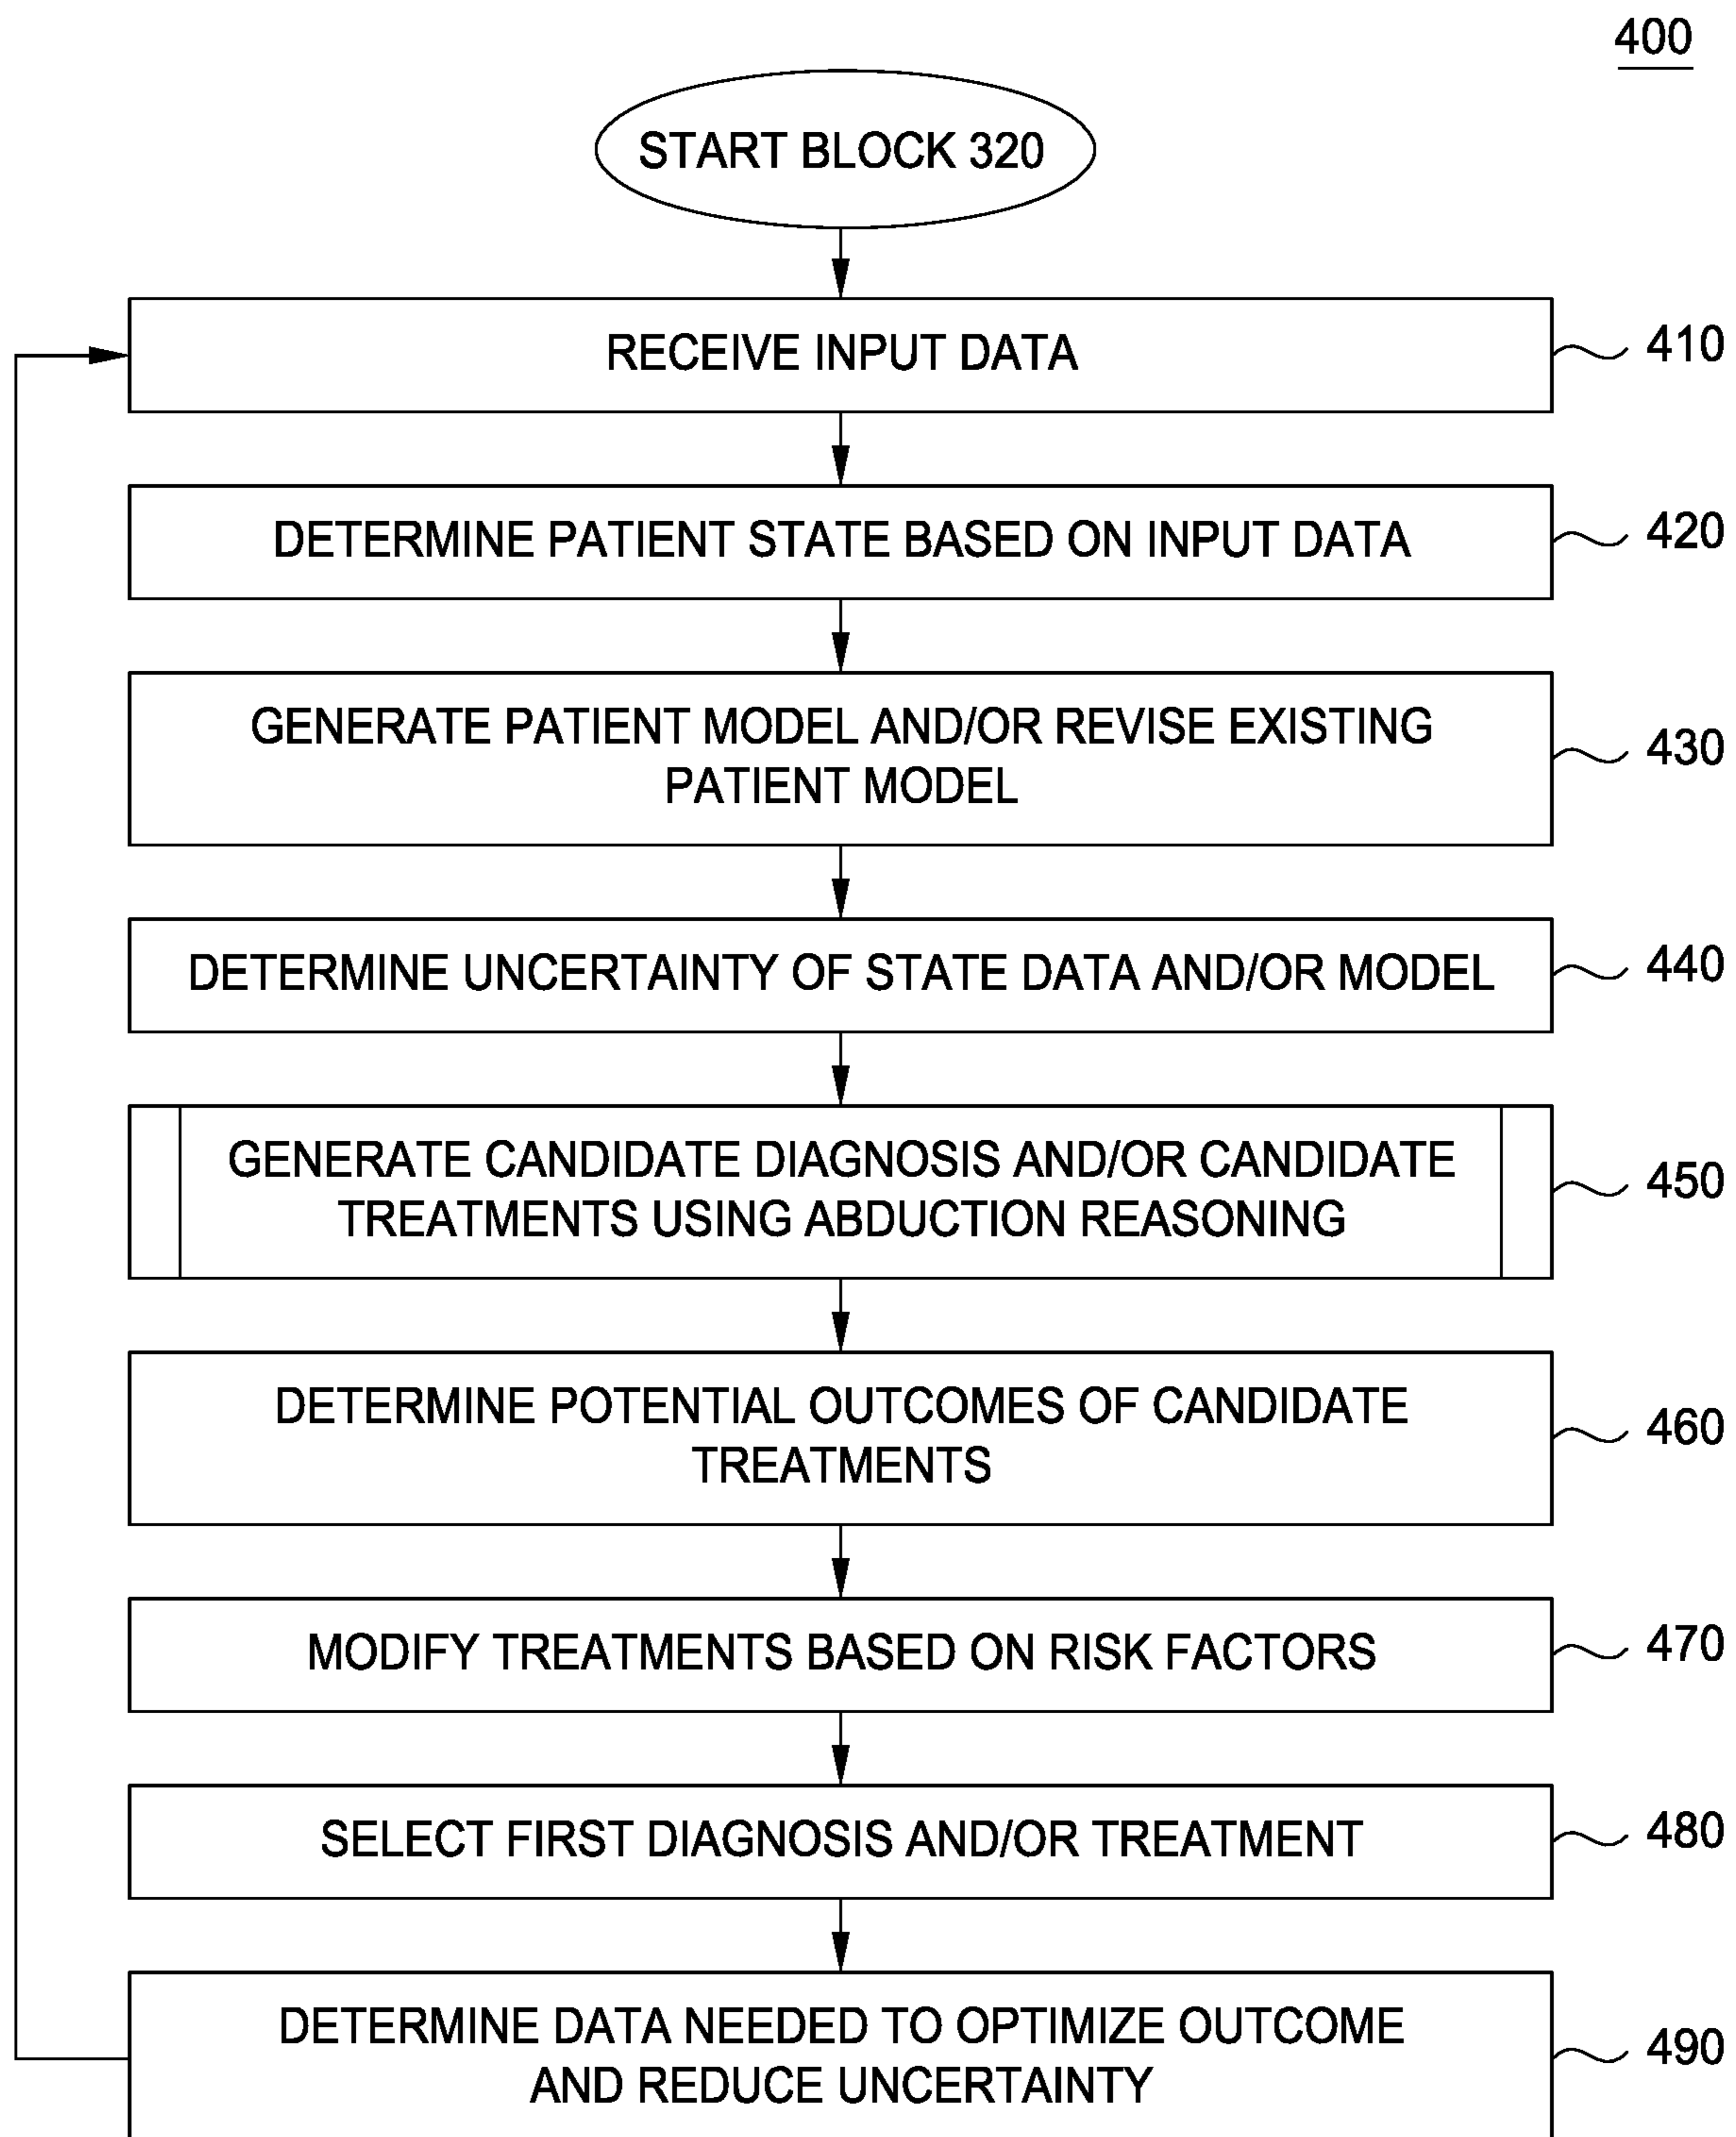 400
START BLOCK 320
RECEIVE INPUT DATA
410
DETERMINE PATIENT STATE BASED ON INPUT DATA
420
GENERATE PATIENT MODEL AND/OR REVISE EXISTING
PATIENT MODEL
430
DETERMINE UNCERTAINTY OF STATE DATA AND/OR MODEL
440
GENERATE CANDIDATE DIAGNOSIS AND/OR CANDIDATE
TREATMENTS USING ABDUCTION REASONING
450
DETERMINE POTENTIAL OUTCOMES OF CANDIDATE
TREATMENTS
460
MODIFY TREATMENTS BASED ON RISK FACTORS
470
SELECT FIRST DIAGNOSIS AND/OR TREATMENT
480
DETERMINE DATA NEEDED TO OPTIMIZE OUTCOME
AND REDUCE UNCERTAINTY
490